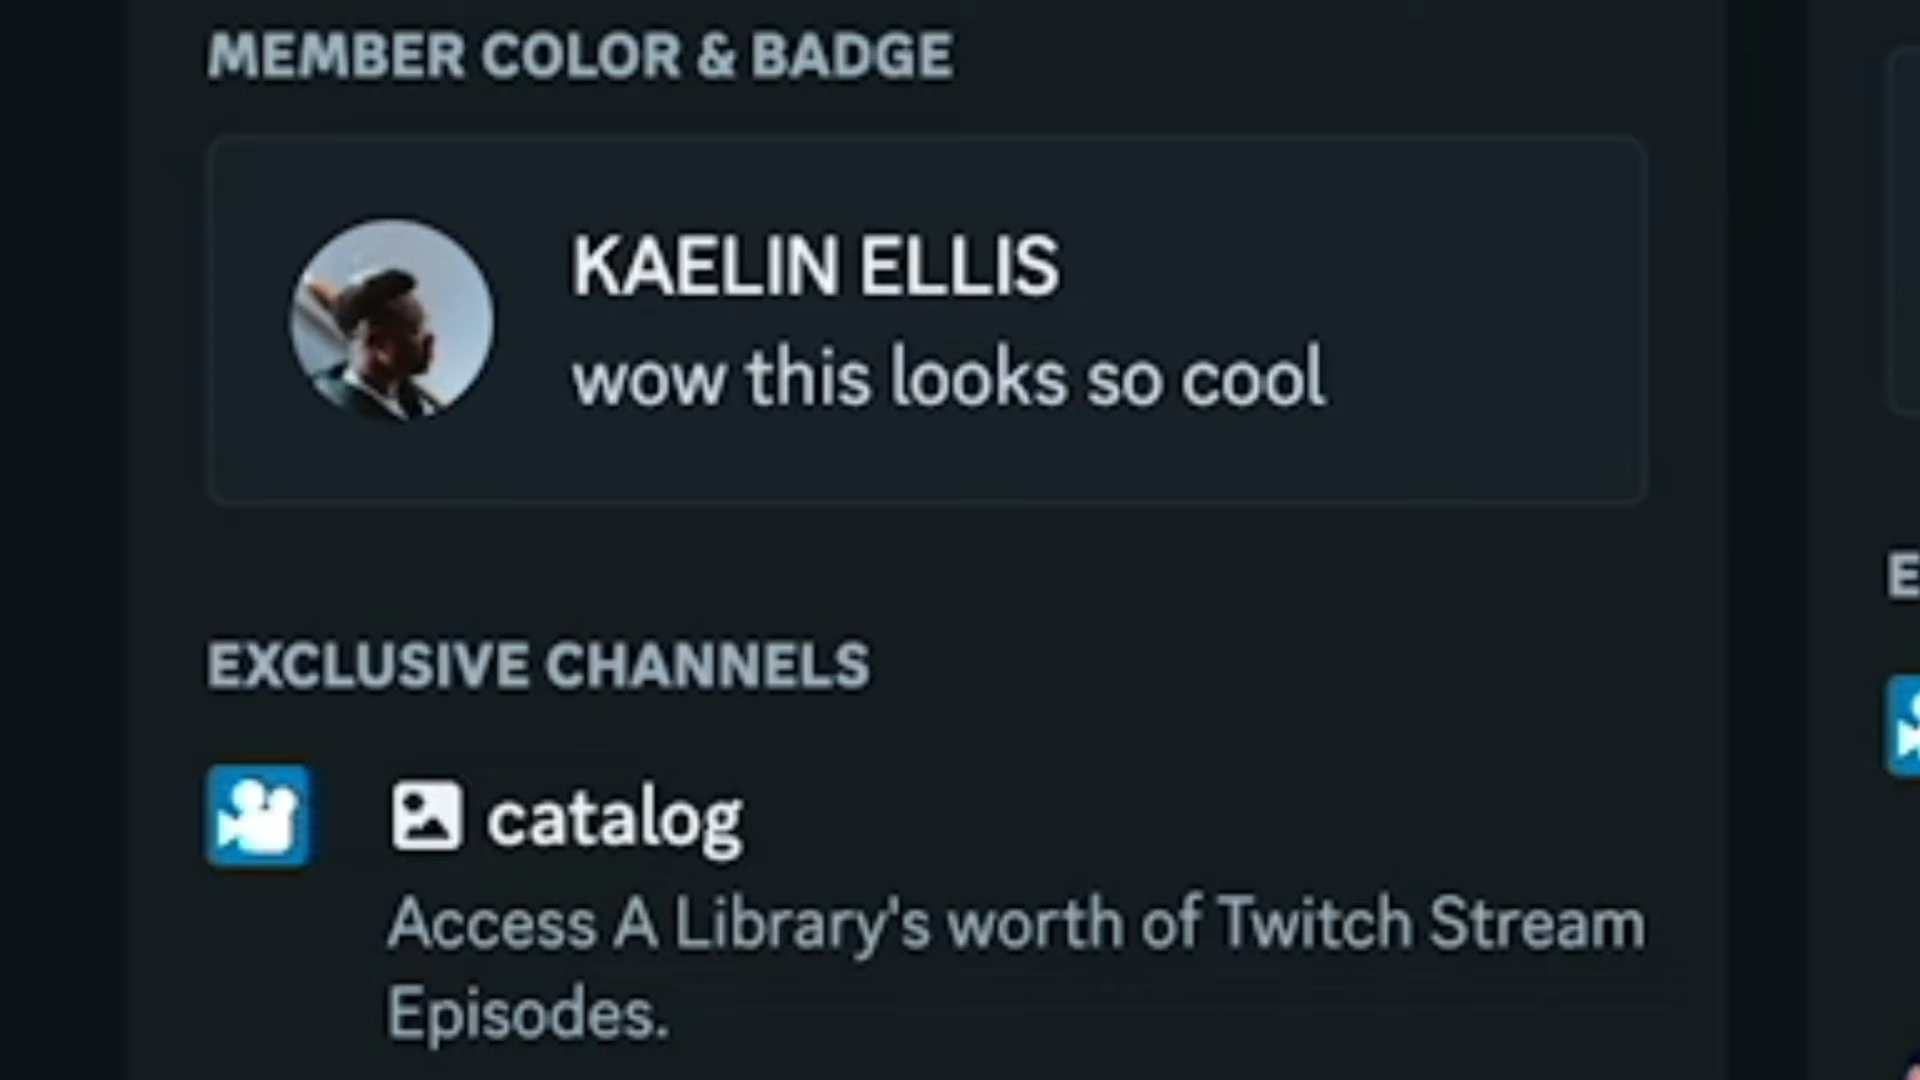 MEMBER COLOR & BADGE
KAELIN ELLIS
wow this looks so cool
EXCLUSIVE CHANNELS
catalog
Access A Library's worth of Twitch Stream
Episodes.